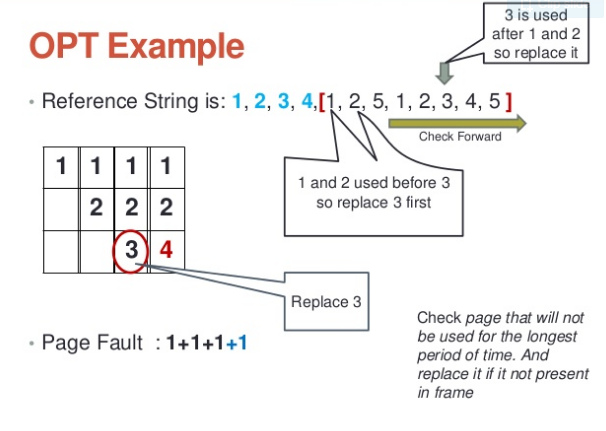 3 is used
after 1 and 2
so replace it
OPT Example
• Reference String is: 1, 2, 3, 4,[1, 2, 5, 1, 2, 3, 4, 5 ]
Check Forward
1 and 2 used before 3
so replace 3 first
1 1 1 1
2 2 2
3 4
Replace 3
• Page Fault : 1+1+1+1
Check page that will not
be used for the longest
period of time. And
replace it if it not present
in frame